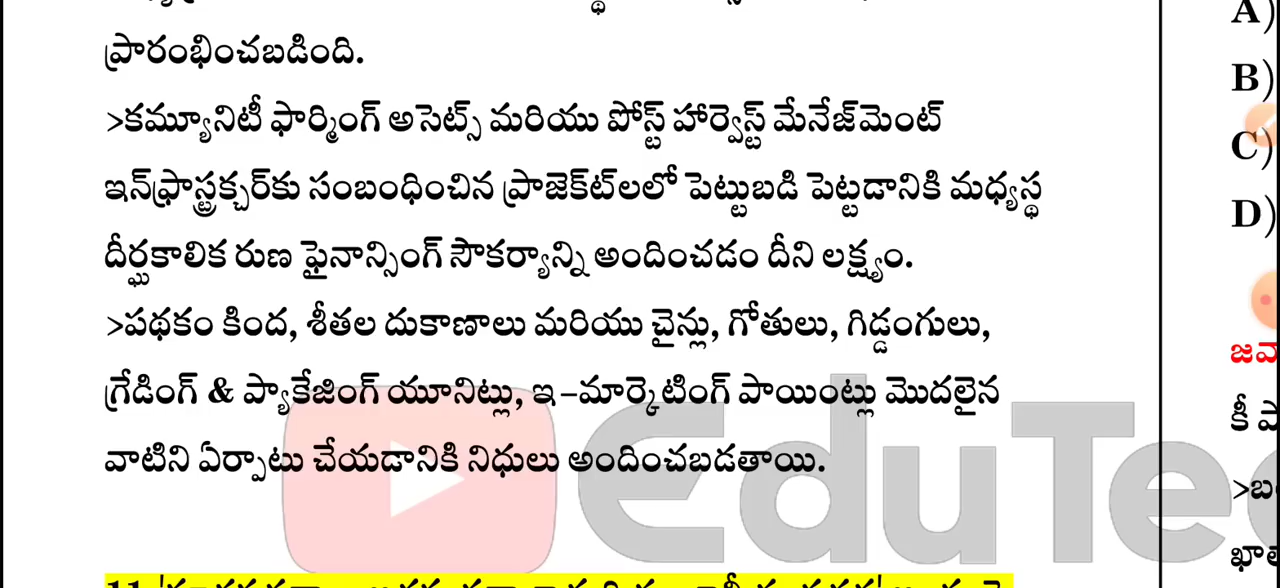 ప్రారంభించబడింది.
>కమ్యూనిటీ ఫార్మింగ్ అసెట్స్ మరియు పోస్ట్ హార్వెస్ట్ మేనేజ్‌మెంట్
ఇన్‌ఫ్రాస్ట్రక్చర్‌కు సంబంధించిన ప్రాజెక్ట్‌లలో పెట్టుబడి పెట్టడానికి మధ్యస్థ
దీర్ఘకాలిక రుణ ఫైనాన్సింగ్ సౌకర్యాన్ని అందించడం దీని లక్ష్యం.
>పథకం కింద, శీతల దుకాణాలు మరియు చైన్లు, గోతులు, గిడ్డంగులు,
గ్రేడింగ్ & ప్యాకేజింగ్ యూనిట్లు, ఇ-మార్కెటింగ్ పాయింట్లు మొదలైన
వాటిని ఏర్పాటు చేయడానికి నిధులు అందించబడతాయి.
A)
B)
C)
D)
కీ